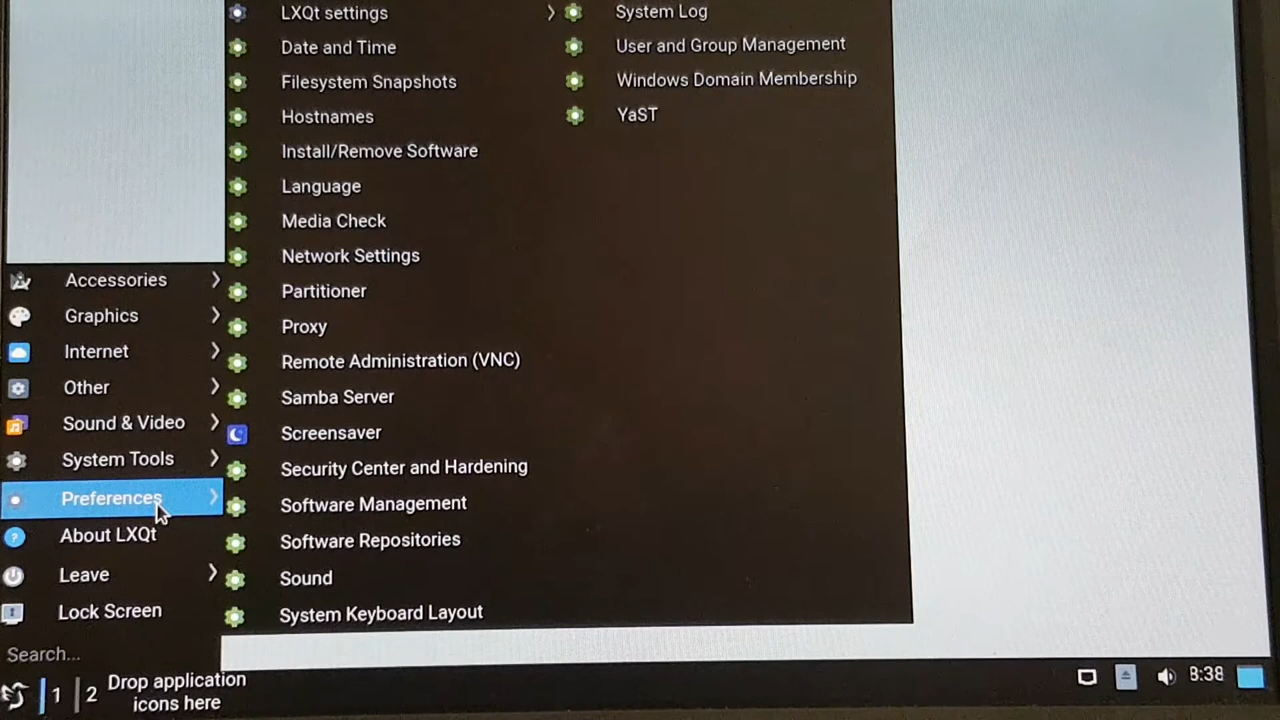 LXQt settings
Date and Time
Filesystem Snapshots
Hostnames
Install/Remove Software
Language
Media Check
Network Settings
Partitioner
Proxy
Remote Administration (VNC)
Samba Server
Screensaver
Security Center and Hardening
Software Management
Software Repositories
Sound
System Keyboard Layout
System Log
User and Group Management
Windows Domain Membership
YaST
Accessories
Graphics
Internet
Other
Sound & Video
System Tools
Preferences
About LXQt
Leave
Lock Screen
Search...
1
2
Drop application
icons here
8:38